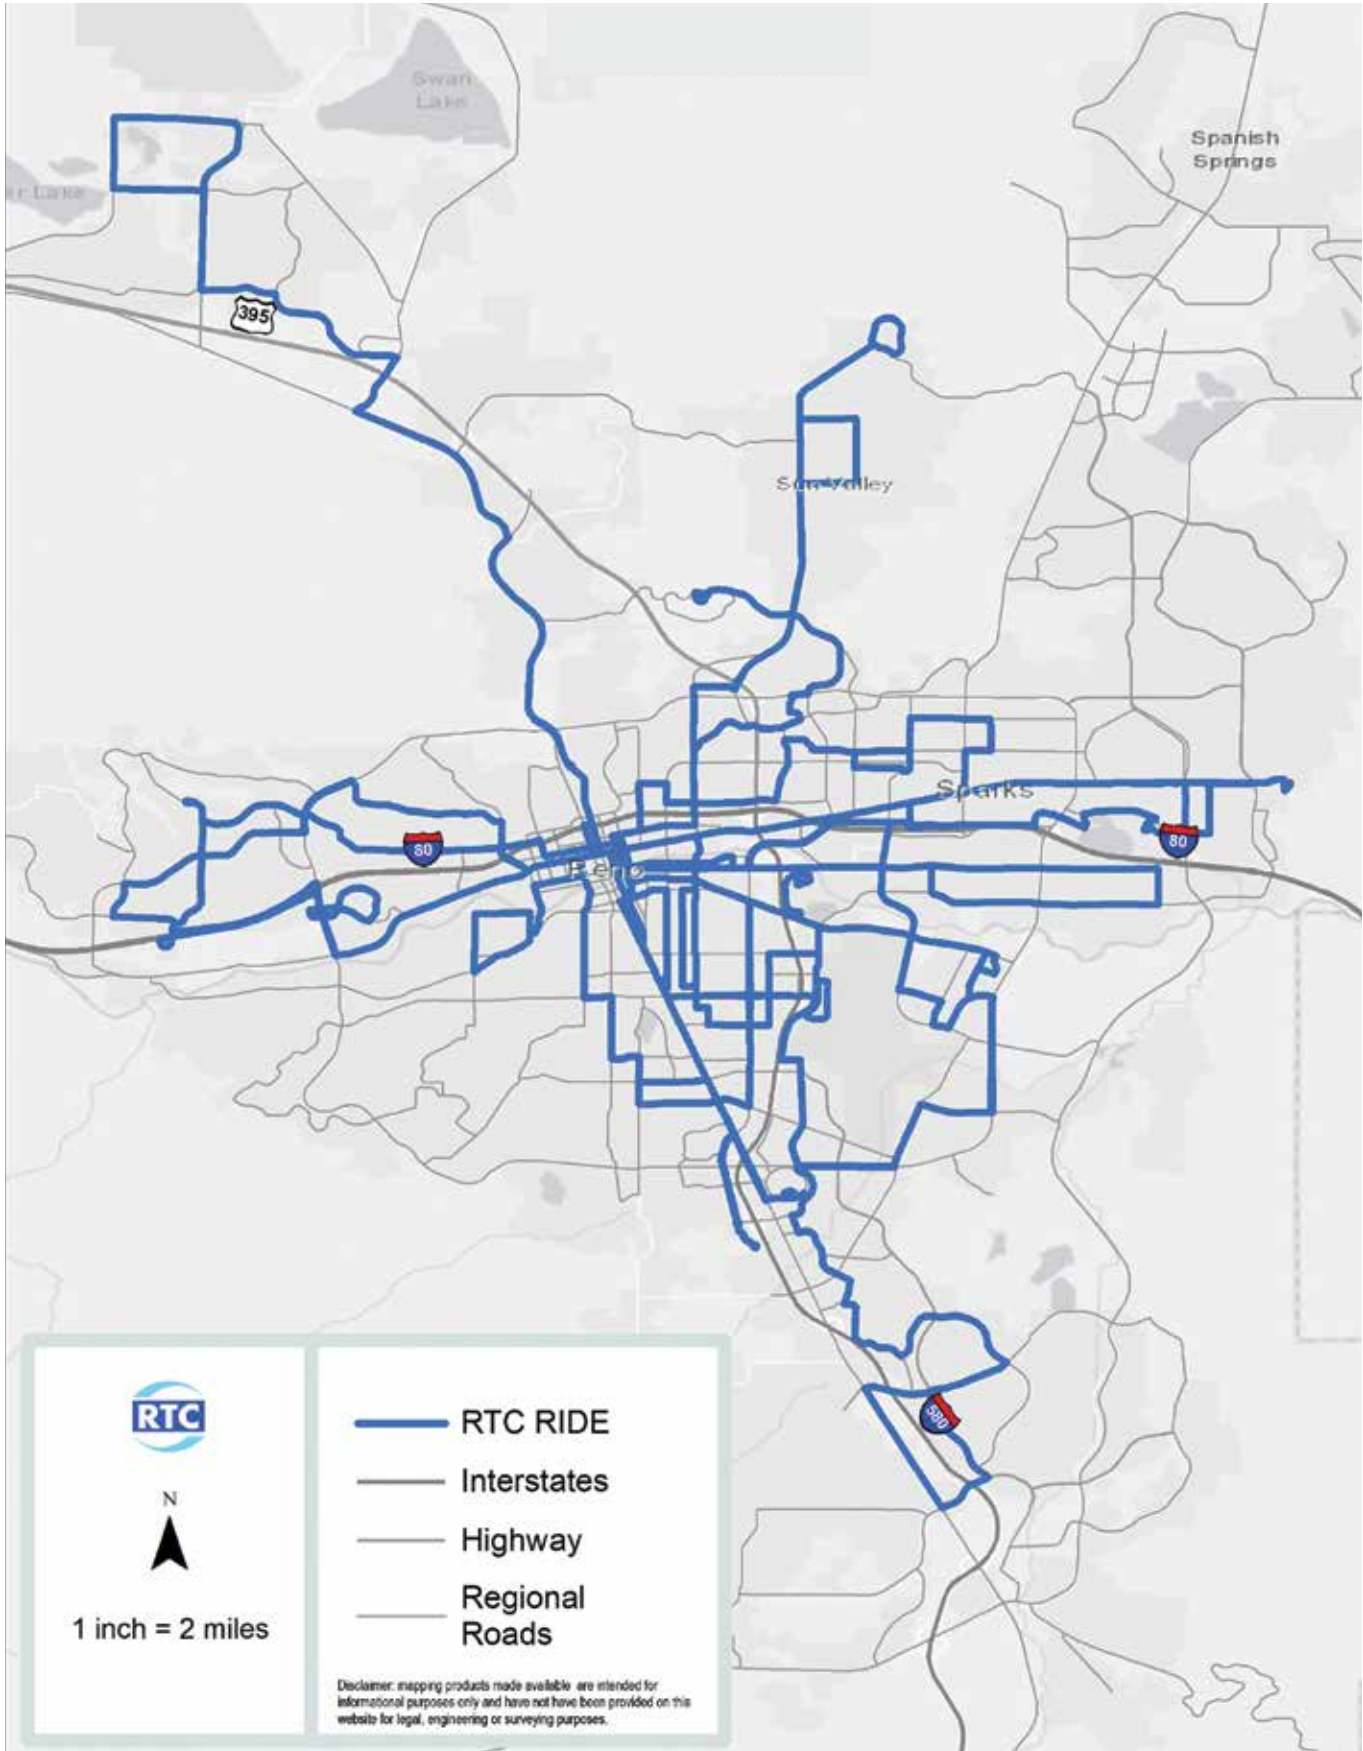 Swan
Lake
Spanish
Springs
er Lake
395
Sun Valley
Sparks
80
80
Reno
580
RTC
RTC RIDE
N
Interstates
Highway
1 inch = 2 miles
Regional
Roads
Disclaimer: mapping products made available are intended for
informational purposes only and have not have been provided on this
website for legal, engineering or surveying purposes.